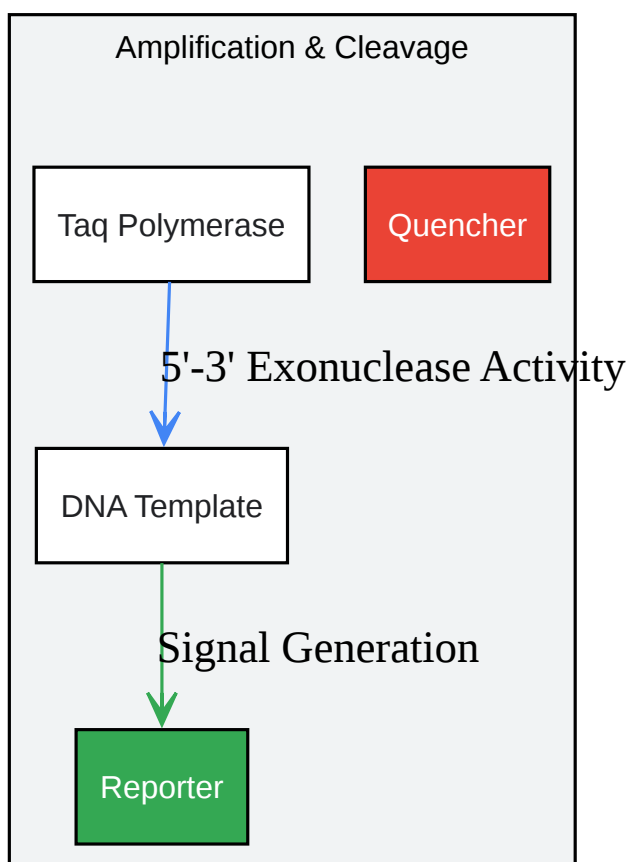 Amplification & Cleavage
Taq Polymerase
Quencher
5'-3' Exonuclease Activity
DNA Template
Signal Generation
Reporter